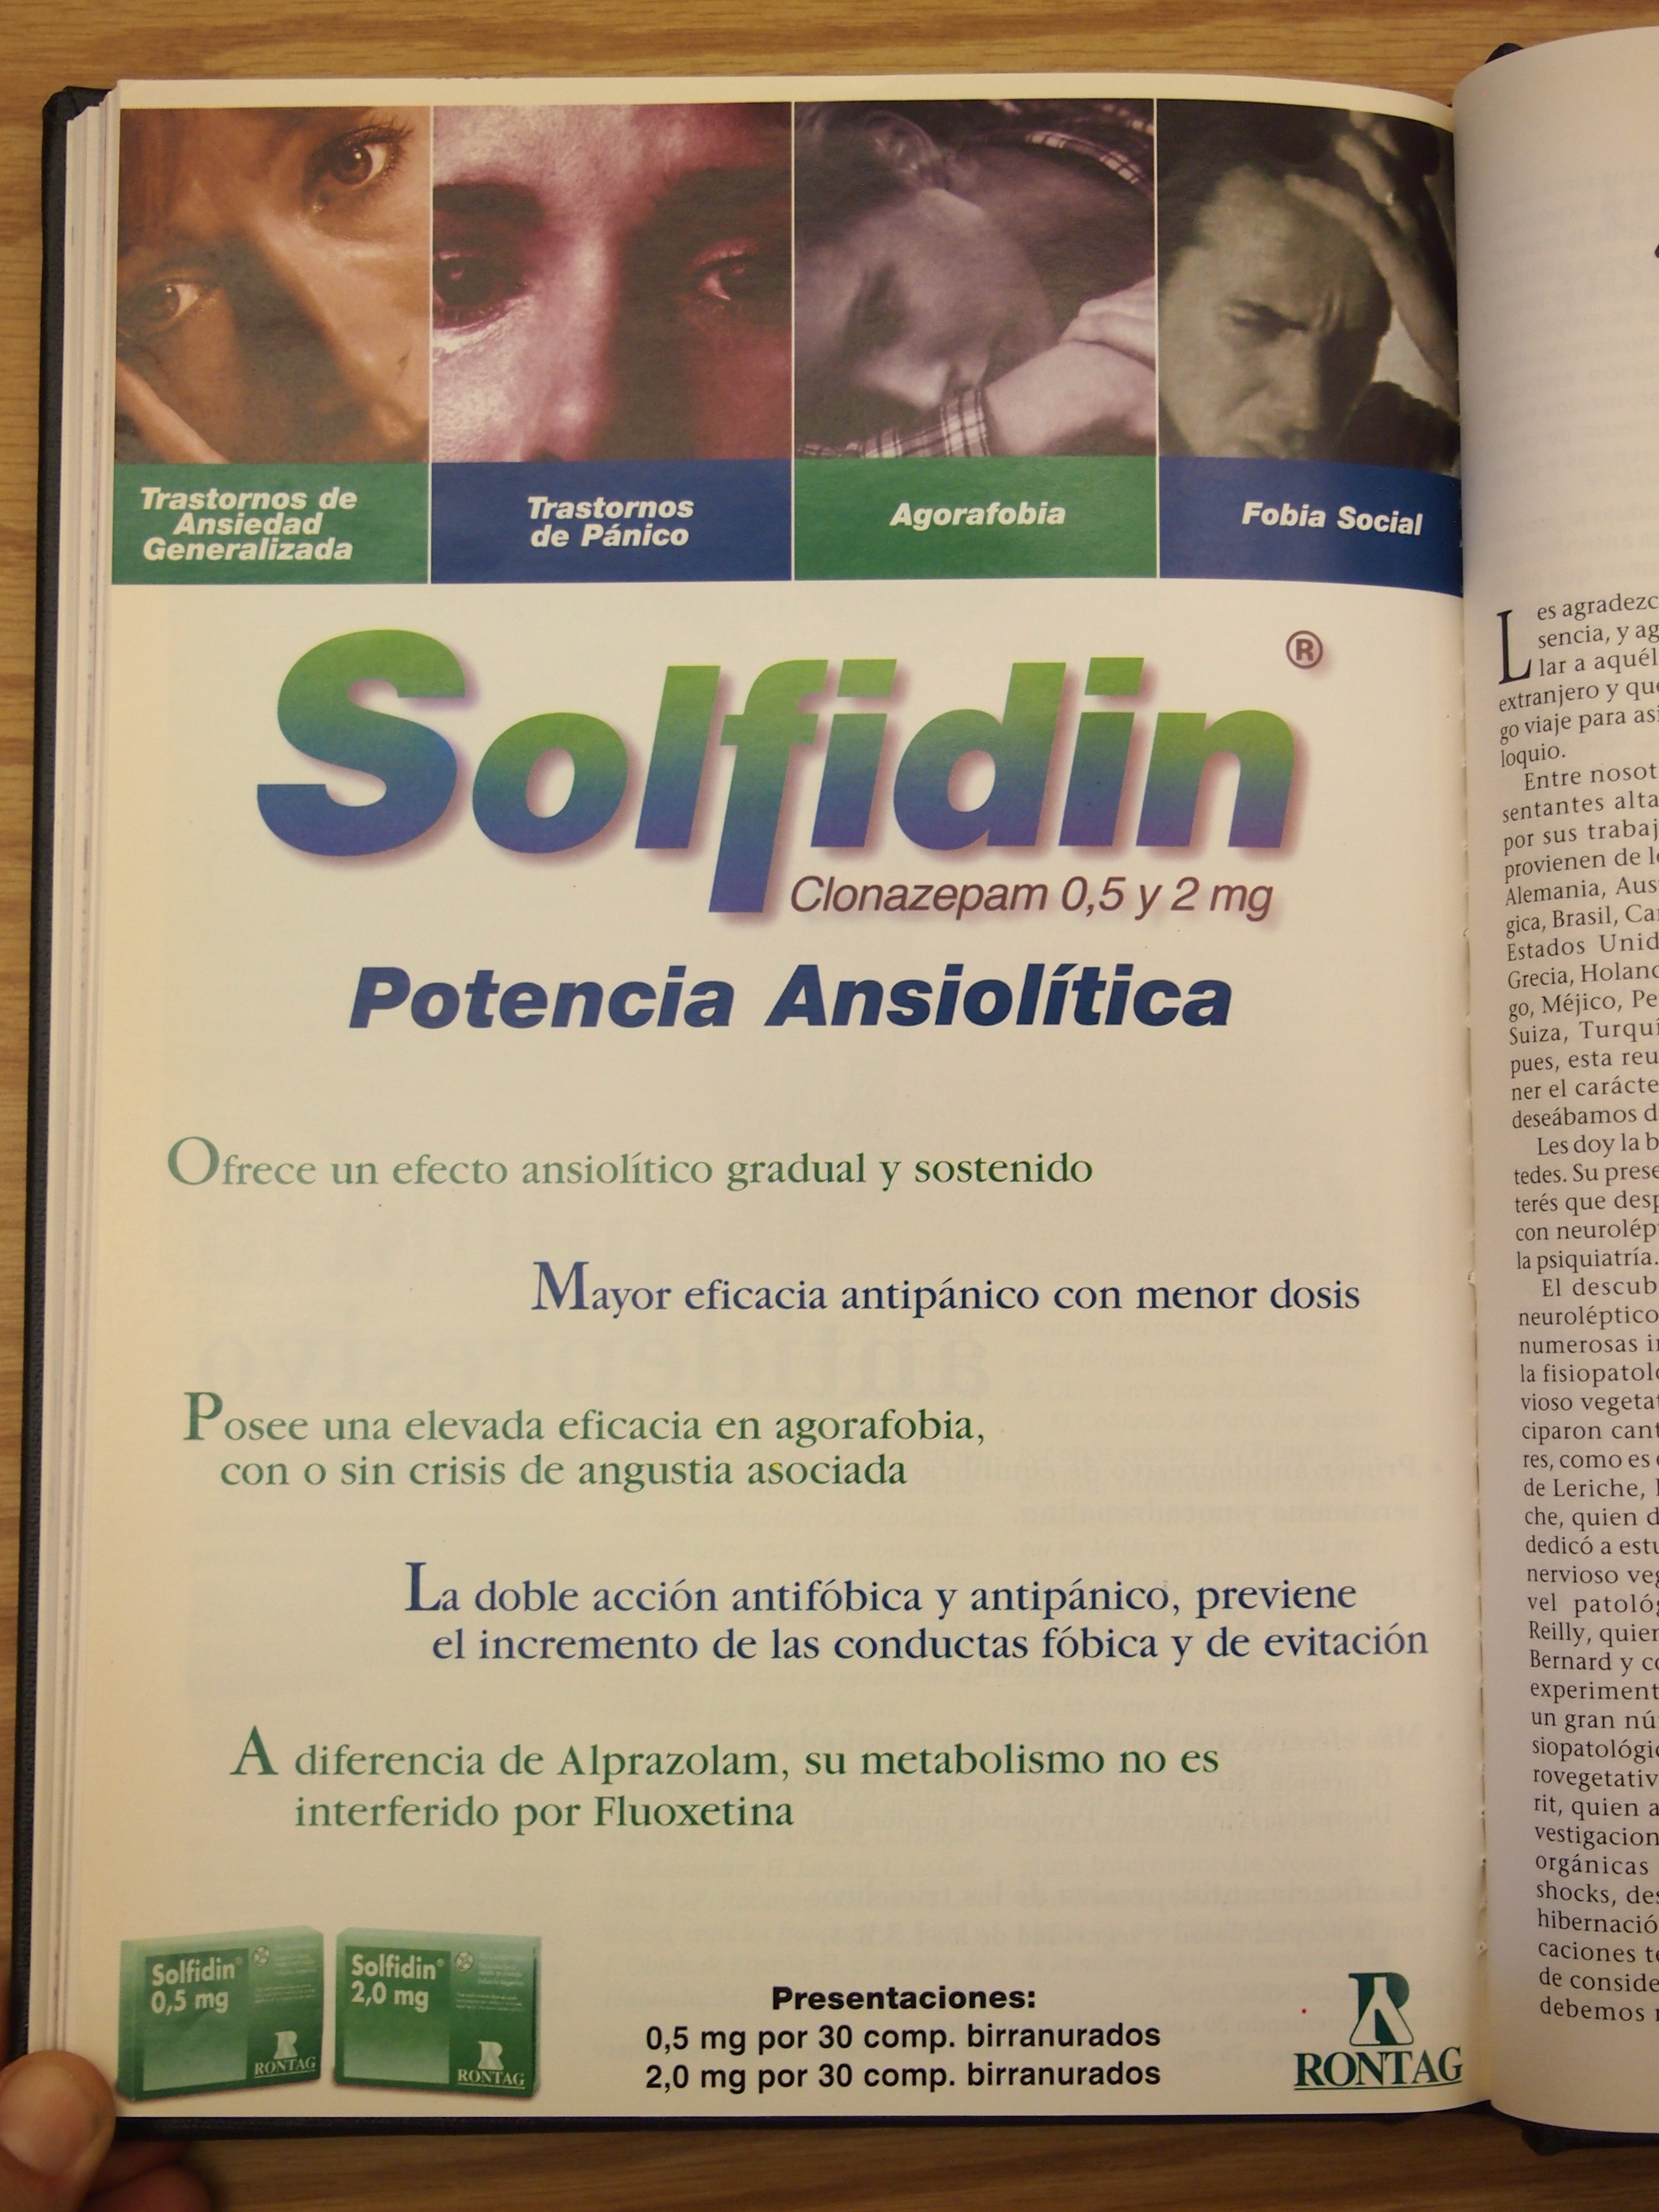 Trastornos de
Ansiedad
Generalizada
Trastornos
de Pánico
Agorafobia
Fobia Social
Solfidin®
Clonazepam 0,5 y 2 mg
Potencia Ansiolítica
Ofrece un efecto ansiolítico gradual y sostenido
Mayor eficacia antipánico con menor dosis
Posee una elevada eficacia en agorafobia,
con o sin crisis de angustia asociada
La doble acción antifóbica y antipánico, previene
el incremento de las conductas fóbica y de evitación
A diferencia de Alprazolam, su metabolismo no es
interferido por Fluoxetina
Solfidin®
0,5 mg
RONTAG
Solfidin®
2,0 mg
RONTAG
Presentaciones:
0,5 mg por 30 comp. birranurados
2,0 mg por 30 comp. birranurados
RONTAG
Les agradezc
sencia, y ag
lar a aquél
extranjero y que
go viaje para asi
loquio.
Entre nosot
sentantes alta
por sus trabaj
provienen de l
Alemania, Aus
gica, Brasil, Ca
Estados Unid
Grecia, Holand
go, Méjico, Pe
Suiza, Turquí
pues, esta reu
ner el carácte
deseábamos d
Les doy la b
tedes. Su prese
terés que desp
con neurolép
la psiquiatría.
El descub
neuroléptico
numerosas i
la fisiopatol
vioso vegeta
ciparon cant
res, como es
de Leriche,
che, quien d
dedicó a estu
nervioso veg
vel patológ
Reilly, quien
Bernard y c
experiment
un gran nú
siopatológi
rovegetativ
rit, quien a
vestigacion
orgánicas
shocks, des
hibernació
caciones t
de conside
debemos